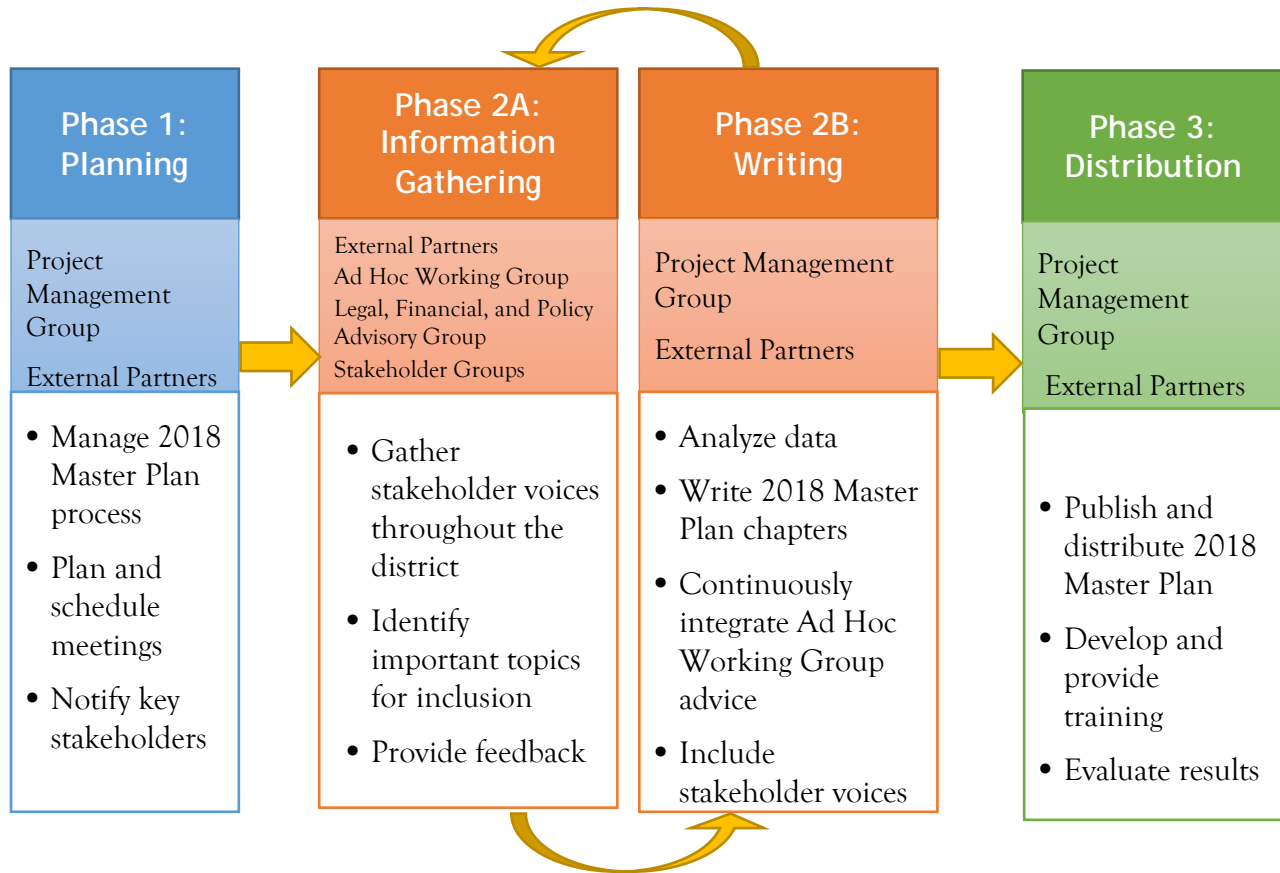 Phase 1:
Planning
Project
Management
Group
External Partners
• Manage 2018
Master Plan
process
• Plan and
schedule
meetings
• Notify key
stakeholders
Phase 2A:
Information
Gathering
External Partners
Ad Hoc Working Group
Legal, Financial, and Policy
Advisory Group
Stakeholder Groups
• Gather
stakeholder voices
throughout the
district
• Identify
important topics
for inclusion
• Provide feedback
Phase 2B:
Writing
Project Management
Group
External Partners
• Analyze data
• Write 2018 Master
Plan chapters
• Continuously
integrate Ad Hoc
Working Group
advice
• Include
stakeholder voices
Phase 3:
Distribution
Project
Management
Group
External Partners
• Publish and
distribute 2018
Master Plan
• Develop and
provide
training
• Evaluate results